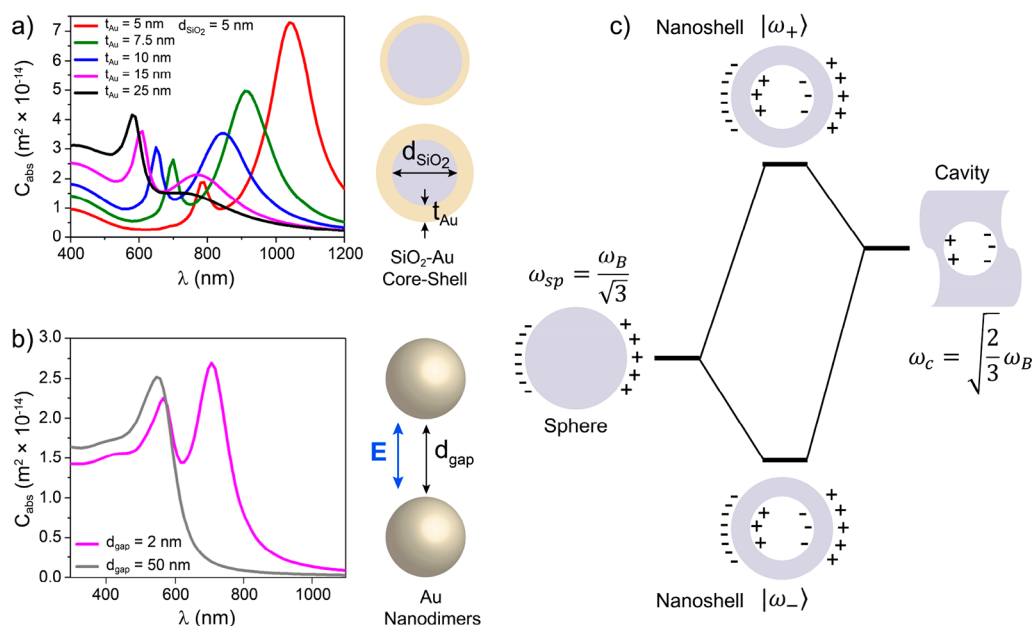 a)
t_Au = 5 nm d_SiO₂ = 5 nm
t_Au = 7.5 nm
t_Au = 10 nm
t_Au = 15 nm
t_Au = 25 nm
C_abs (m² × 10⁻¹⁴)
7
6
5
4
3
2
1
0
400 600 800 1000 1200
λ (nm)
d_SiO₂
t_Au
SiO₂-Au
Core-Shell
b)
C_abs (m² × 10⁻¹⁴)
3.0
2.5
2.0
1.5
1.0
0.5
0.0
d_gap = 2 nm
d_gap = 50 nm
400 600 800 1000
λ (nm)
E
d_gap
Au
Nanodimers
c)
Nanoshell |ω₊⟩
- - - - - - + + + - - - + + + + +
Cavity
+ + - - -
ω_c = √(2/3) ω_B
ω_sp = ω_B/√3
- - - - - - + + + + +
Sphere
- - - - - - + + + - - - + + + + +
Nanoshell |ω₋⟩